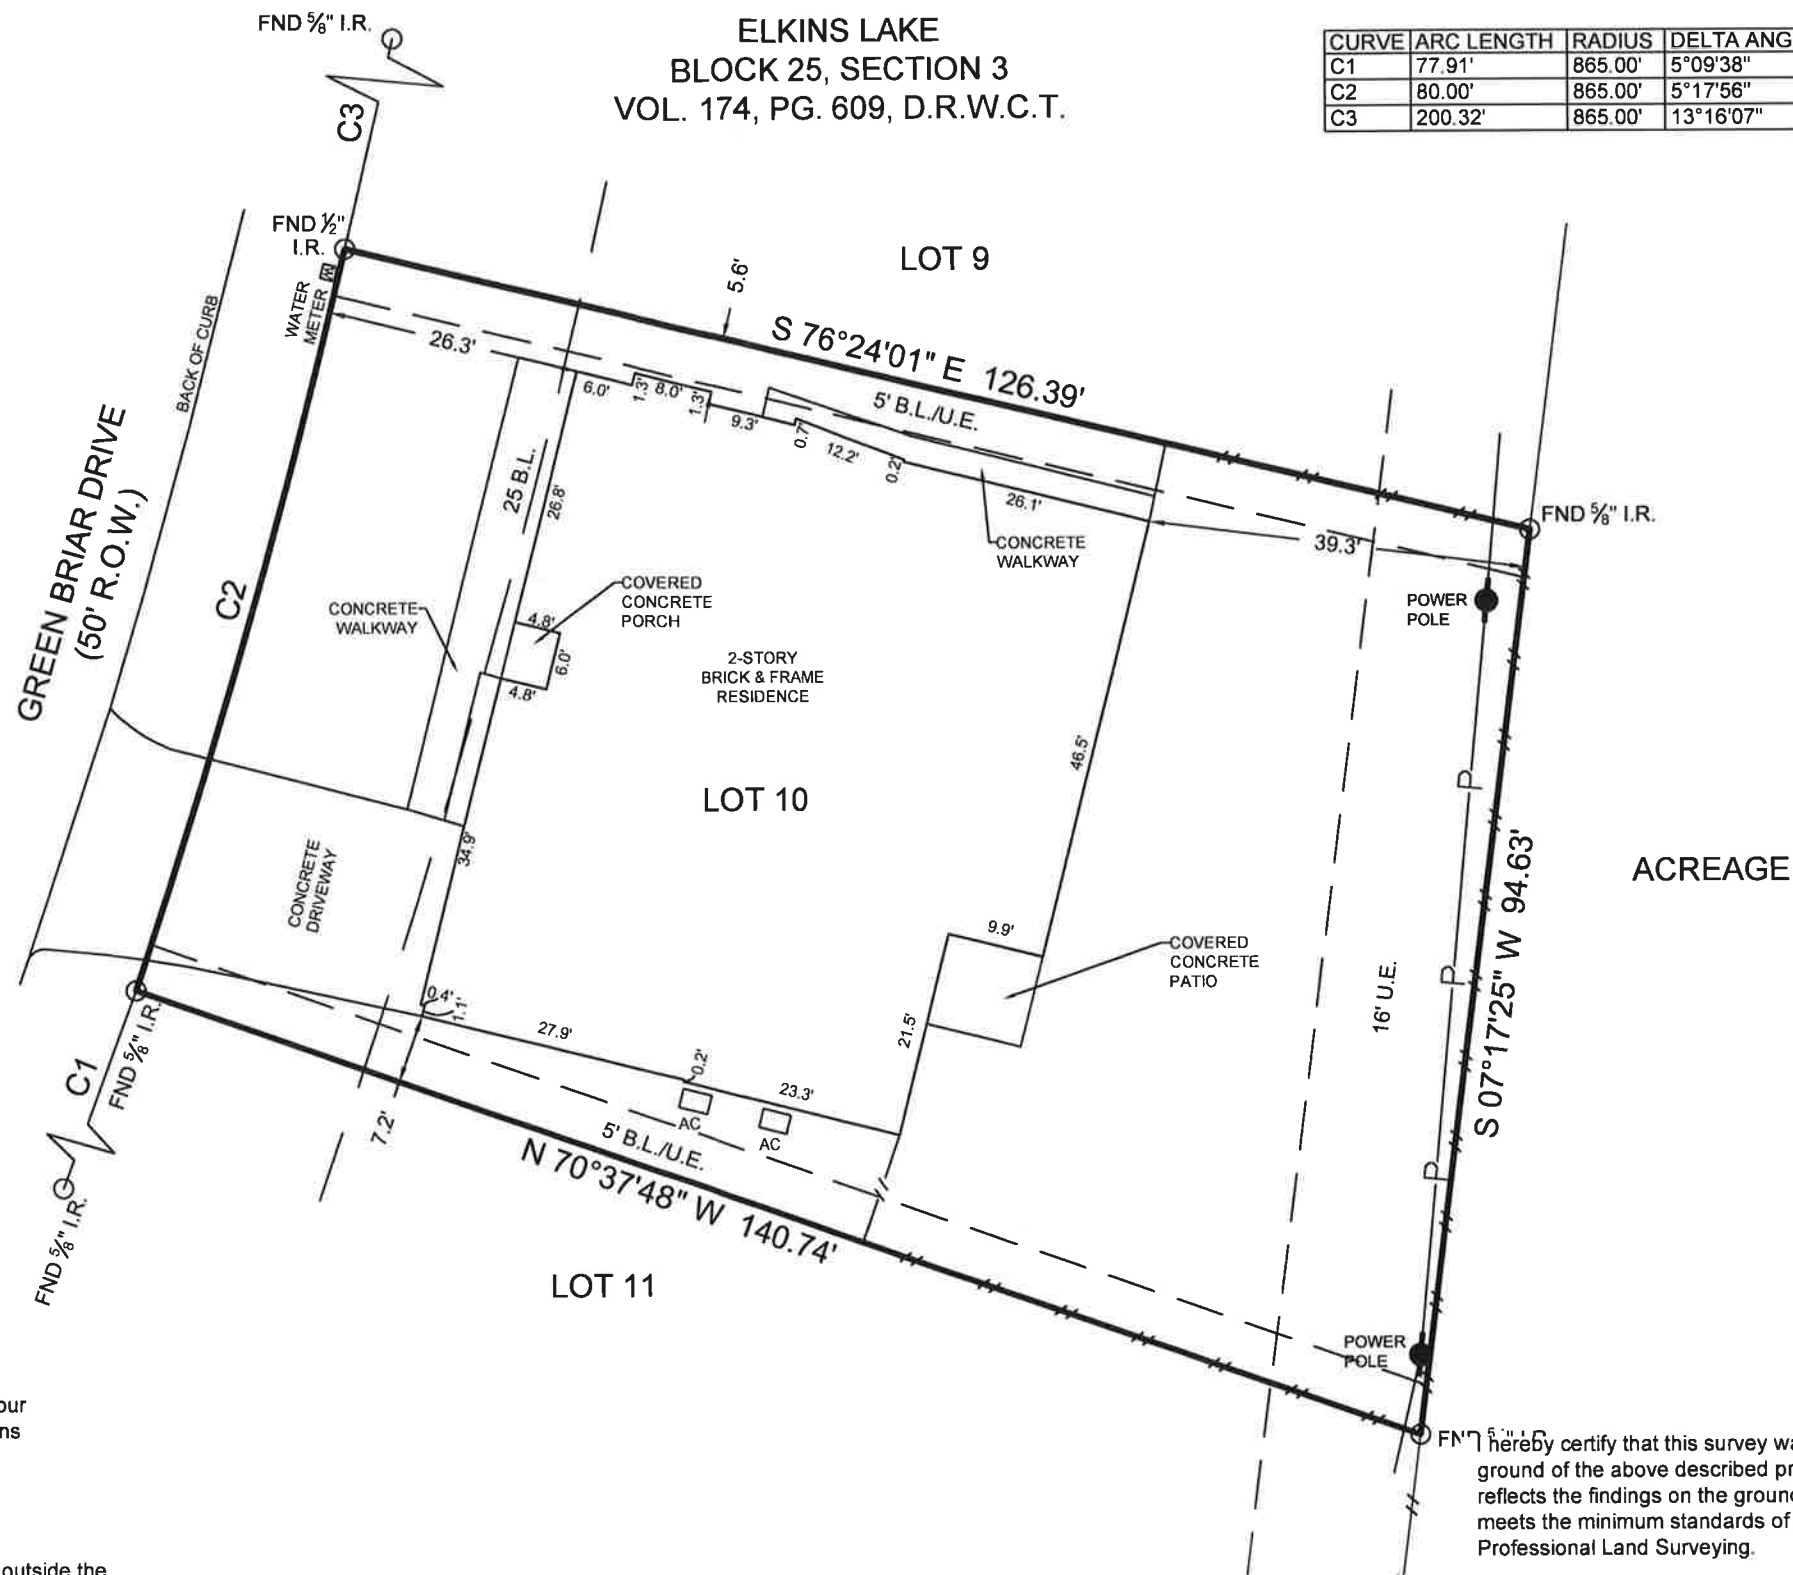 FND 5/8" I.R.
ELKINS LAKE
BLOCK 25, SECTION 3
VOL. 174, PG. 609, D.R.W.C.T.
CURVE ARC LENGTH RADIUS DELTA ANG
C1 77.91' 865.00' 5°09'38"
C2 80.00' 865.00' 5°17'56"
C3 200.32' 865.00' 13°16'07"
C3
FND 1/2"
I.R.
WATER
METER
W
BACK OF CURB
LOT 9
5.6'
S 76°24'01" E 126.39'
26.3'
6.0'
1.3'
8.0'
1.3'
9.3'
0.7'
12.2'
0.2'
26.1'
5' B.L./U.E.
39.3'
FND 5/8" I.R.
CONCRETE
WALKWAY
25 B.L.
26.8'
GREEN BRIAR DRIVE
(50' R.O.W.)
C2
CONCRETE
WALKWAY
COVERED
CONCRETE
PORCH
4.8'
6.0'
4.8'
2-STORY
BRICK & FRAME
RESIDENCE
POWER
POLE
46.5'
LOT 10
P
P
P
S 07°17'25" W 94.63'
ACREAGE
34.9'
CONCRETE
DRIVEWAY
9.9'
COVERED
CONCRETE
PATIO
16' U.E.
21.5'
0.4'
1.1'
27.9'
0.2'
23.3'
AC
AC
5' B.L./U.E.
7.2'
N 70°37'48" W 140.74'
C1
FND 5/8" I.R.
FND 5/8" I.R.
LOT 11
POWER
POLE
our
ns
outside the
I hereby certify that this survey wa
ground of the above described pr
reflects the findings on the ground
meets the minimum standards of
Professional Land Surveying.